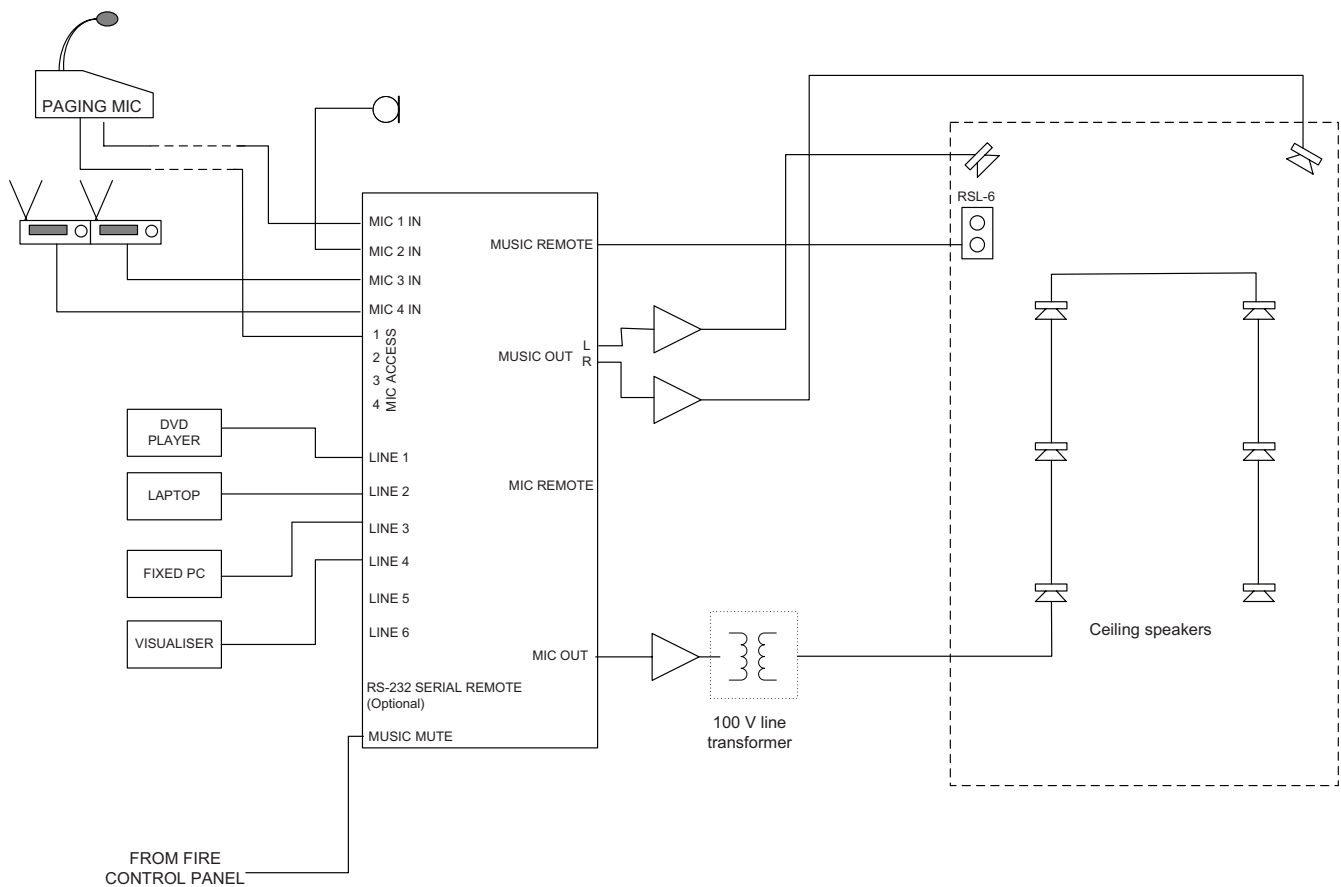 PAGING MIC
MIC 1 IN
MIC 2 IN
MIC 3 IN
MIC 4 IN
1
2
3
4
MIC ACCESS
DVD
PLAYER
LAPTOP
FIXED PC
VISUALISER
LINE 1
LINE 2
LINE 3
LINE 4
LINE 5
LINE 6
RS-232 SERIAL REMOTE
(Optional)
MUSIC MUTE
FROM FIRE
CONTROL PANEL
MUSIC REMOTE
MUSIC OUT
L
R
MIC REMOTE
MIC OUT
100 V line
transformer
RSL-6
Ceiling speakers